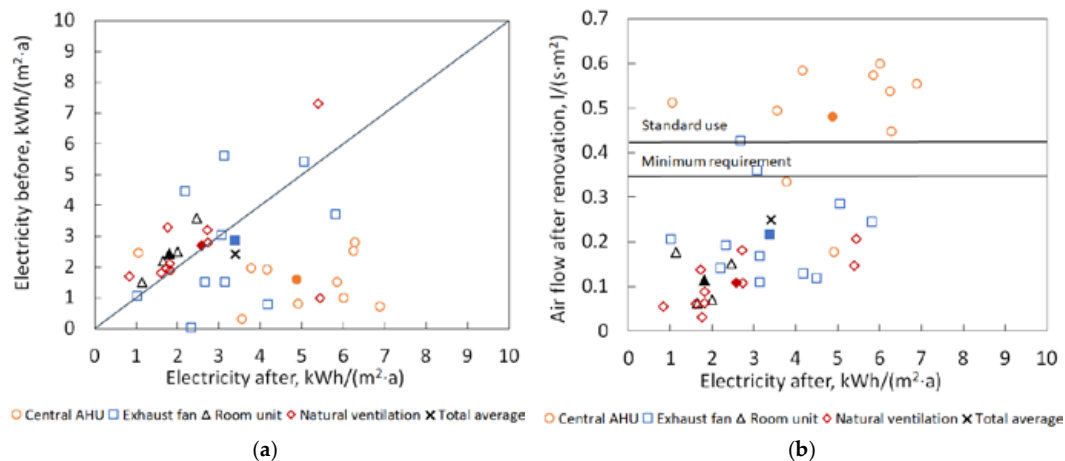 10
9
8
7
6
5
4
3
2
1
0
Electricity before, kWh/(m²·a)
0 1 2 3 4 5 6 7 8 9 10
Electricity after, kWh/(m²·a)
Central AHU Exhaust fan Room unit Natural ventilation Total average
(a)
0.7
0.6
0.5
0.4
0.3
0.2
0.1
0
Air flow after renovation, l/(s·m²)
Standard use
Minimum requirement
0 1 2 3 4 5 6 7 8 9 10
Electricity after, kWh/(m²·a)
Central AHU Exhaust fan Room unit Natural ventilation Total average
(b)